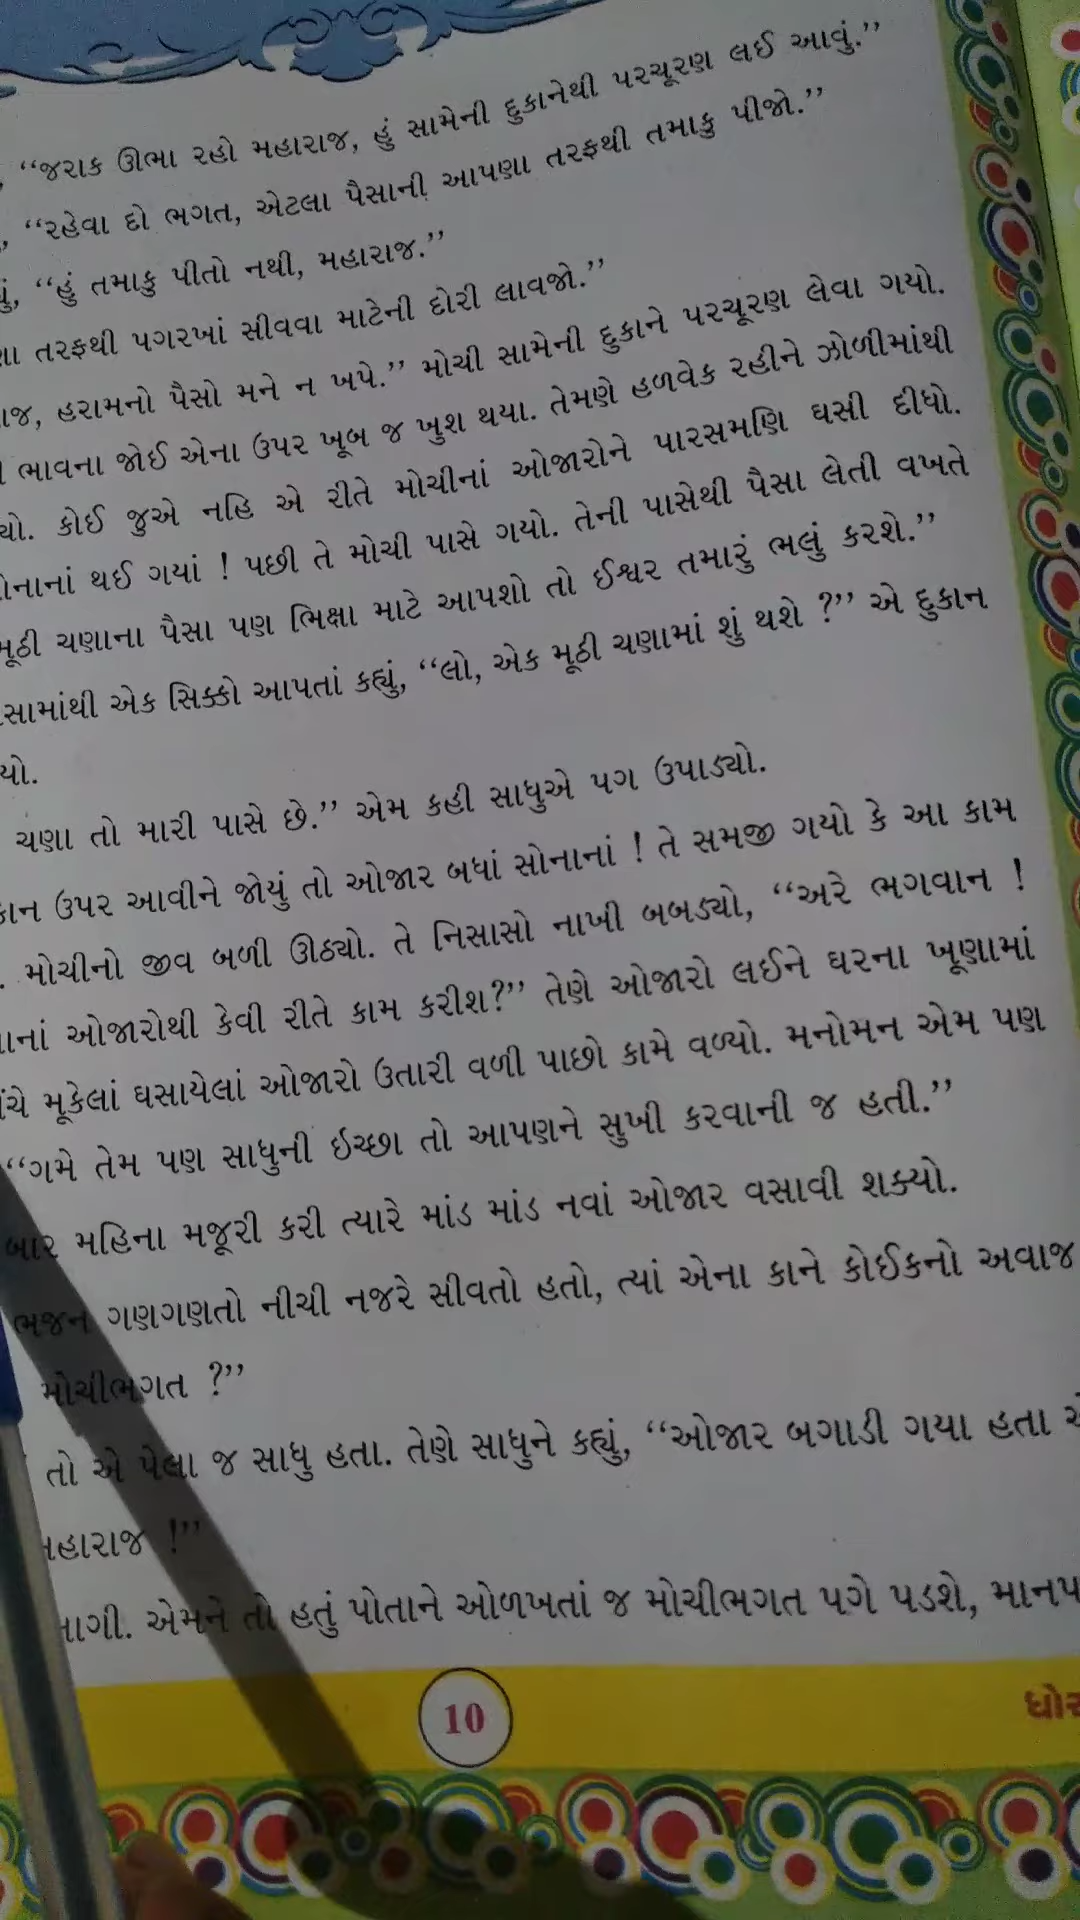 “જરાક ઊભા રહો મહારાજ, હું સામેની દુકાનેથી પરચૂરણ લઈ આવું.”
“રહેવા દો ભગત, એટલા પૈસાની આપણા તરફથી તમાકુ પીજો.”
“હું તમાકુ પીતો નથી, મહારાજ.”
તરફથી પગરખાં સીવવા માટેની દોરી લાવજો.”
હરામનો પૈસો મને ન ખપે.” મોચી સામેની દુકાને પરચૂરણ લેવા ગયો.
ભાવના જોઈ એના ઉપર ખૂબ જ ખુશ થયા. તેમણે હળવેક રહીને ઝોળીમાંથી
કોઈ જુએ નહિ એ રીતે મોચીનાં ઓજારોને પારસમણિ ઘસી દીધો.
થઈ ગયાં ! પછી તે મોચી પાસે ગયો. તેની પાસેથી પૈસા લેતી વખતે
ચણાના પૈસા પણ ભિક્ષા માટે આપશો તો ઈશ્વર તમારું ભલું કરશે.”
એક સિક્કો આપતાં કહ્યું, “લો, એક મૂઠી ચણામાં શું થશે ?” એ દુકાન
ચણા તો મારી પાસે છે.” એમ કહી સાધુએ પગ ઉપાડ્યો.
ઉપર આવીને જોયું તો ઓજાર બધાં સોનાનાં ! તે સમજી ગયો કે આ કામ
મોચીનો જીવ બળી ઊઠ્યો. તે નિસાસો નાખી બબડ્યો, “અરે ભગવાન !
ઓજારોથી કેવી રીતે કામ કરીશ?” તેણે ઓજારો લઈને ઘરના ખૂણામાં
મૂકેલાં ઘસાયેલાં ઓજારો ઉતારી વળી પાછો કામે વળ્યો. મનોમન એમ પણ
“ગમે તેમ પણ સાધુની ઈચ્છા તો આપણને સુખી કરવાની જ હતી.”
બાર મહિના મજૂરી કરી ત્યારે માંડ માંડ નવાં ઓજાર વસાવી શક્યો.
ભજન ગણગણતો નીચી નજરે સીવતો હતો, ત્યાં એના કાને કોઈકનો અવાજ
મોચીભગત ?”
તો એ પેલા જ સાધુ હતા. તેણે સાધુને કહ્યું, “ઓજાર બગાડી ગયા હતા
!”
એમને તો હતું પોતાને ઓળખતાં જ મોચીભગત પગે પડશે,
10